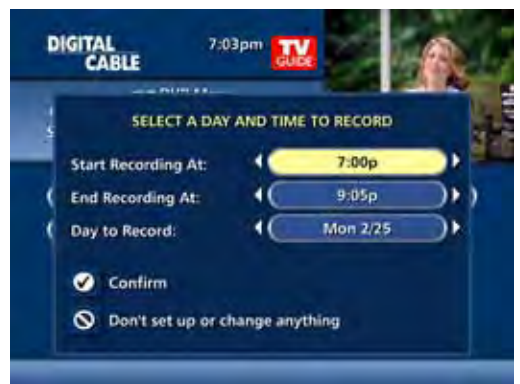 DIGITAL
CABLE
7:03pm
TV
GUIDE
SELECT A DAY AND TIME TO RECORD
Start Recording At: 7:00p
End Recording At: 9:05p
Day to Record: Mon 2/25
Confirm
Don't set up or change anything